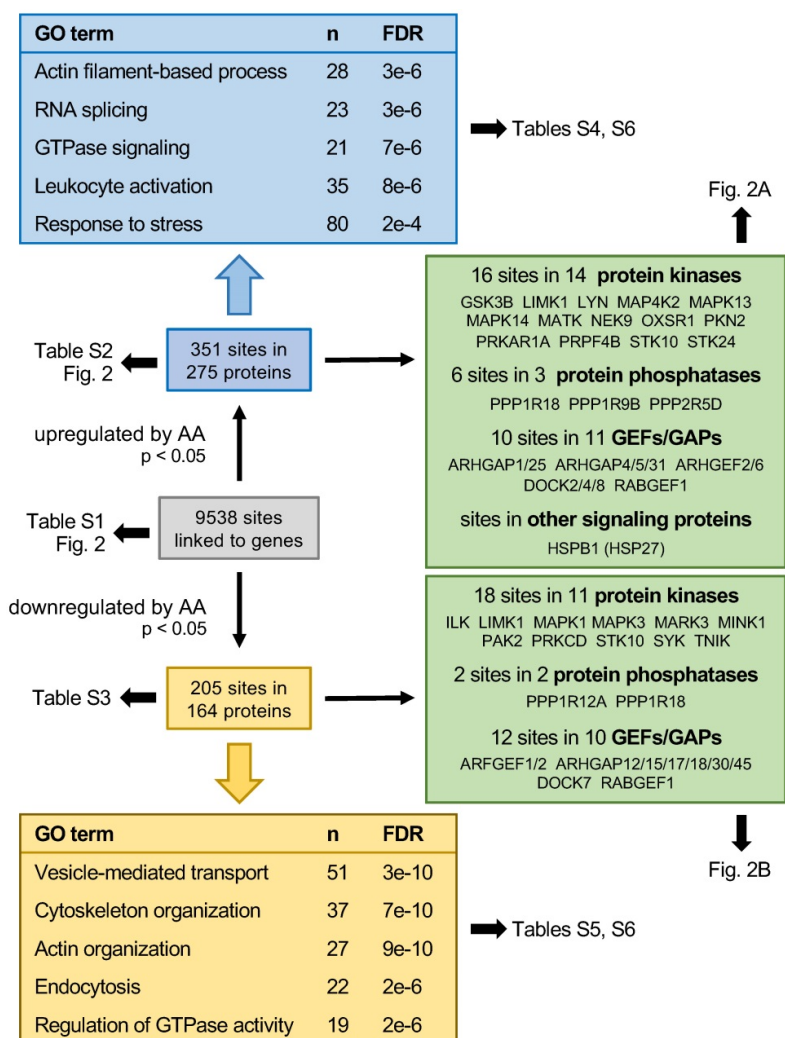 GO term n FDR
Actin filament-based process 28 3e-6
RNA splicing 23 3e-6
GTPase signaling 21 7e-6
Leukocyte activation 35 8e-6
Response to stress 80 2e-4
Tables S4, S6
Fig. 2A
16 sites in 14 protein kinases
GSK3B LIMK1 LYN MAP4K2 MAPK13
MAPK14 MATK NEK9 OXSR1 PKN2
PRKAR1A PRPF4B STK10 STK24
6 sites in 3 protein phosphatases
PPP1R18 PPP1R9B PPP2R5D
10 sites in 11 GEFs/GAPs
ARHGAP1/25 ARHGAP4/5/31 ARHGEF2/6
DOCK2/4/8 RABGEF1
sites in other signaling proteins
HSPB1 (HSP27)
Table S2
Fig. 2
351 sites in
275 proteins
upregulated by AA
p < 0.05
Table S1
Fig. 2
9538 sites
linked to genes
downregulated by AA
p < 0.05
Table S3
205 sites in
164 proteins
18 sites in 11 protein kinases
ILK LIMK1 MAPK1 MAPK3 MARK3 MINK1
PAK2 PRKCD STK10 SYK TNIK
2 sites in 2 protein phosphatases
PPP1R12A PPP1R18
12 sites in 10 GEFs/GAPs
ARFGEF1/2 ARHGAP12/15/17/18/30/45
DOCK7 RABGEF1
Fig. 2B
GO term n FDR
Vesicle-mediated transport 51 3e-10
Cytoskeleton organization 37 7e-10
Actin organization 27 9e-10
Endocytosis 22 2e-6
Regulation of GTPase activity 19 2e-6
Tables S5, S6